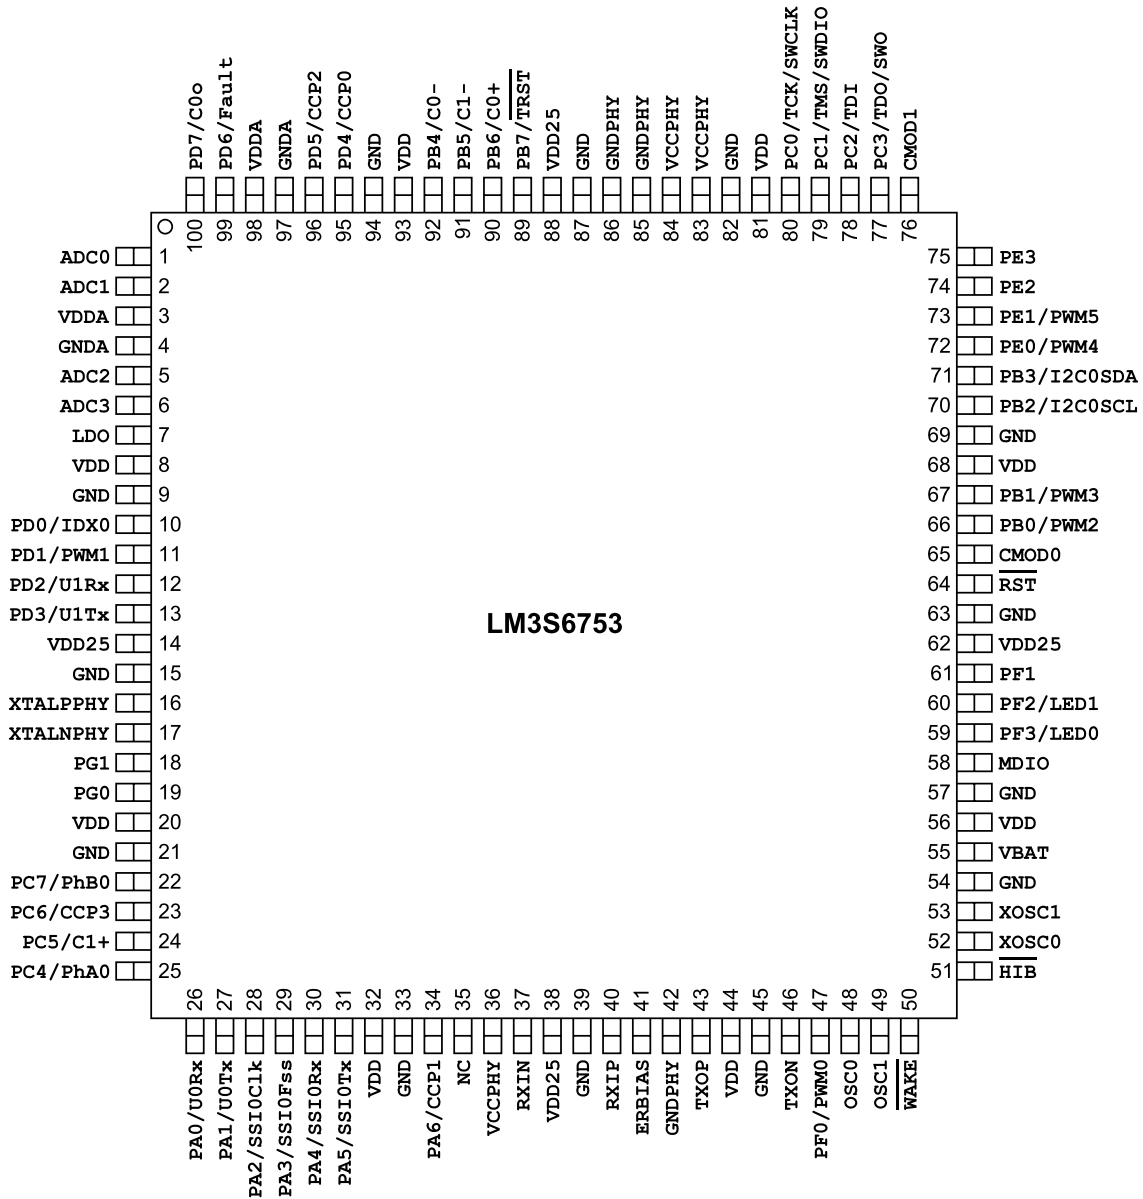 PD7/C0o
PD6/Fault
VDDA
GNDA
PD5/CCP2
PD4/CCP0
GND
VDD
PB4/C0-
PB5/C1-
PB6/C0+
PB7/TRST
VDD25
GND
GNDPHY
GNDPHY
VCCPHY
VCCPHY
GND
VDD
PC0/TCK/SWCLK
PC1/TMS/SWDIO
PC2/TDI
PC3/TDO/SWO
CMOD1
100
99
98
97
96
95
94
93
92
91
90
89
88
87
86
85
84
83
82
81
80
79
78
77
76
ADC0 1
ADC1 2
VDDA 3
GNDA 4
ADC2 5
ADC3 6
LDO 7
VDD 8
GND 9
PD0/IDX0 10
PD1/PWM1 11
PD2/U1Rx 12
PD3/U1Tx 13
VDD25 14
GND 15
XTALPPHY 16
XTALNPHY 17
PG1 18
PG0 19
VDD 20
GND 21
PC7/PhB0 22
PC6/CCP3 23
PC5/C1+ 24
PC4/PhA0 25
LM3S6753
75 PE3
74 PE2
73 PE1/PWM5
72 PE0/PWM4
71 PB3/I2C0SDA
70 PB2/I2C0SCL
69 GND
68 VDD
67 PB1/PWM3
66 PB0/PWM2
65 CMOD0
64 RST
63 GND
62 VDD25
61 PF1
60 PF2/LED1
59 PF3/LED0
58 MDIO
57 GND
56 VDD
55 VBAT
54 GND
53 XOSC1
52 XOSC0
51 HIB
26
27
28
29
30
31
32
33
34
35
36
37
38
39
40
41
42
43
44
45
46
47
48
49
50
PA0/U0Rx
PA1/U0Tx
PA2/SSI0Clk
PA3/SSI0Fss
PA4/SSI0Rx
PA5/SSI0Tx
VDD
GND
PA6/CCP1
NC
VCCPHY
RXIN
VDD25
GND
RXIP
ERBIAS
GNDPHY
TXOP
VDD
GND
TXON
PF0/PWM0
OSC0
OSC1
WAKE